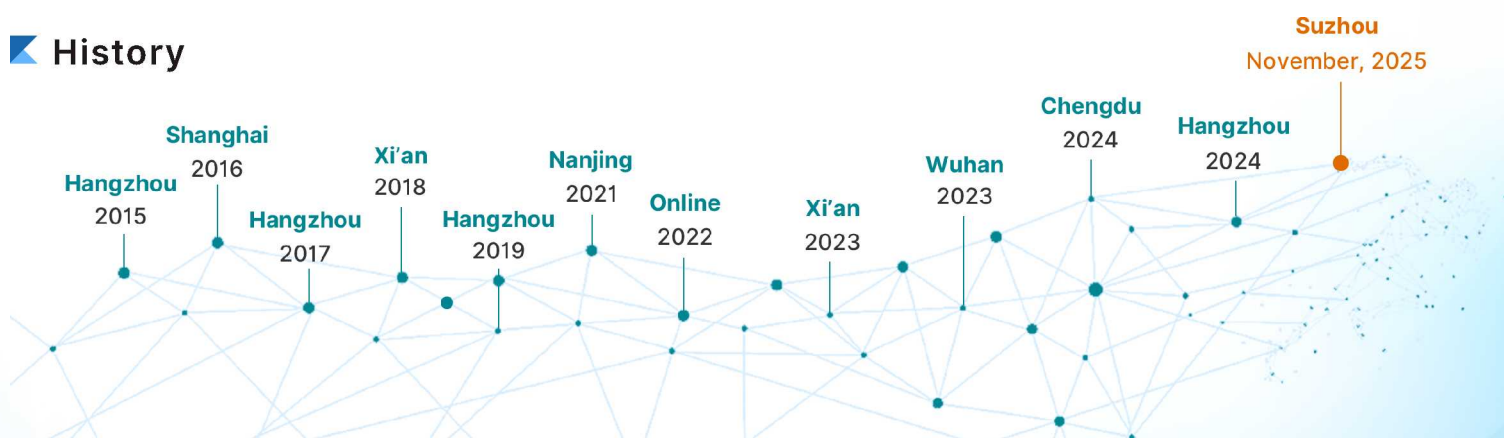 History
Hangzhou
2015
Shanghai
2016
Hangzhou
2017
Xi’an
2018
Hangzhou
2019
Nanjing
2021
Online
2022
Xi’an
2023
Wuhan
2023
Chengdu
2024
Hangzhou
2024
Suzhou
November, 2025